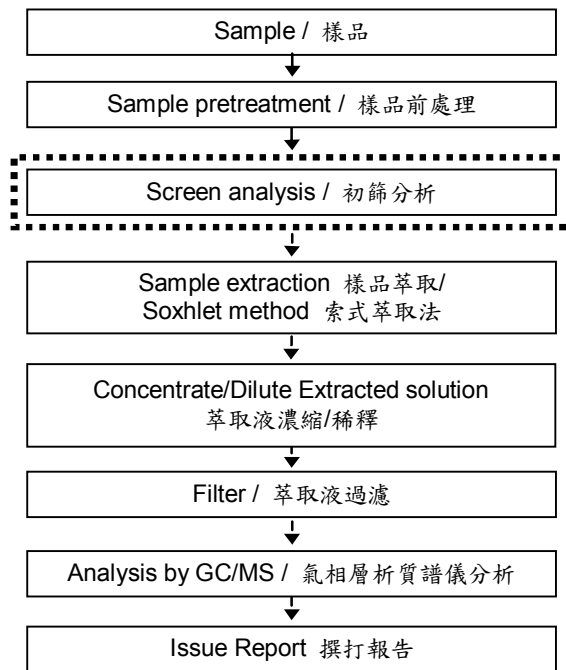 Sample / 樣品
Sample pretreatment / 樣品前處理
Screen analysis / 初篩分析
Sample extraction 樣品萃取/
Soxhlet method 索式萃取法
Concentrate/Dilute Extracted solution
萃取液濃縮/稀釋
Filter / 萃取液過濾
Analysis by GC/MS / 氣相層析質譜儀分析
Issue Report 撰打報告